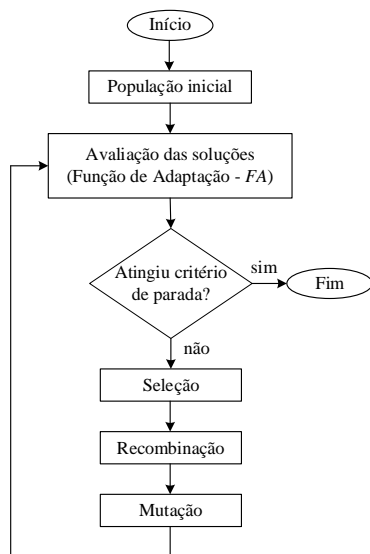 Início
População inicial
Avaliação das soluções
(Função de Adaptação - FA)
Atingiu critério
de parada?
sim
Fim
não
Seleção
Recombinação
Mutação